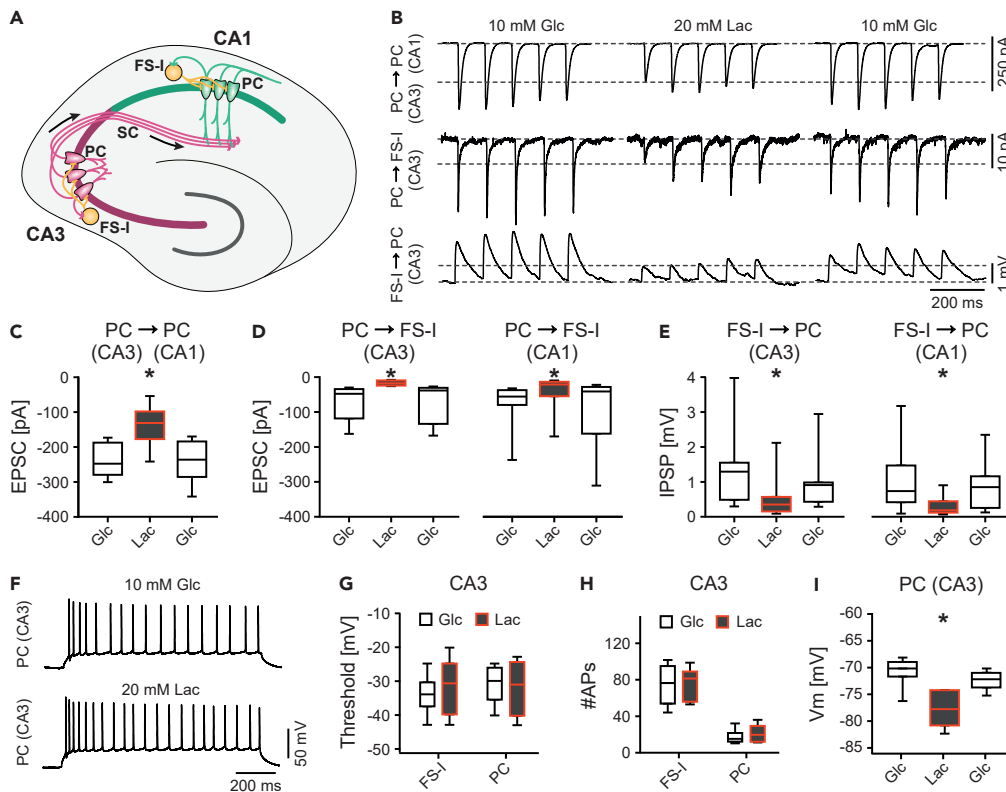 A
CA1
FS-I
PC
SC
PC
FS-I
CA3
B
10 mM Glc
20 mM Lac
10 mM Glc
PC → PC
(CA3) (CA1)
250 pA
PC → FS-I
(CA3)
10 pA
FS-I → PC
(CA3)
1 mV
200 ms
C
PC → PC
(CA3) (CA1)
EPSC [pA]
0
-100
-200
-300
-400
*
Glc
Lac
Glc
D
PC → FS-I
(CA3)
EPSC [pA]
0
-100
-200
-300
-400
*
Glc
Lac
Glc
PC → FS-I
(CA1)
*
Glc
Lac
Glc
E
FS-I → PC
(CA3)
IPSP [mV]
4
3
2
1
0
*
Glc
Lac
Glc
FS-I → PC
(CA1)
*
Glc
Lac
Glc
F
10 mM Glc
PC (CA3)
20 mM Lac
PC (CA3)
50 mV
200 ms
G
CA3
Glc Lac
Threshold [mV]
-10
-20
-30
-40
-50
FS-I
PC
H
CA3
Glc Lac
#APs
120
80
40
0
FS-I
PC
I
PC (CA3)
Vm [mV]
-60
-65
-70
-75
-80
-85
*
Glc
Lac
Glc